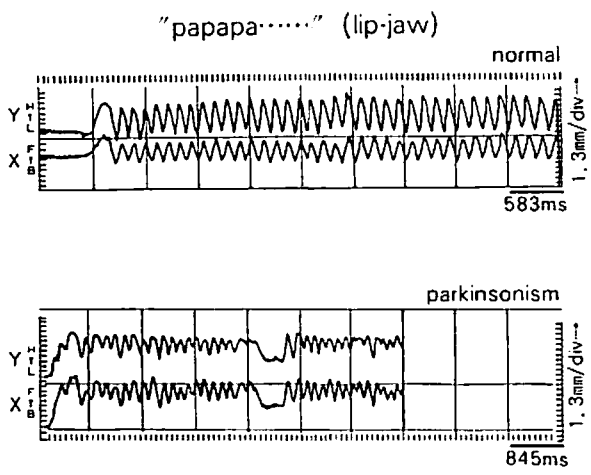 "papapa······" (lip-jaw)
normal
Y H↑L
X F↑B
1.3mm/div→
583ms
parkinsonism
Y H↑L
X F↑B
1.3mm/div→
845ms